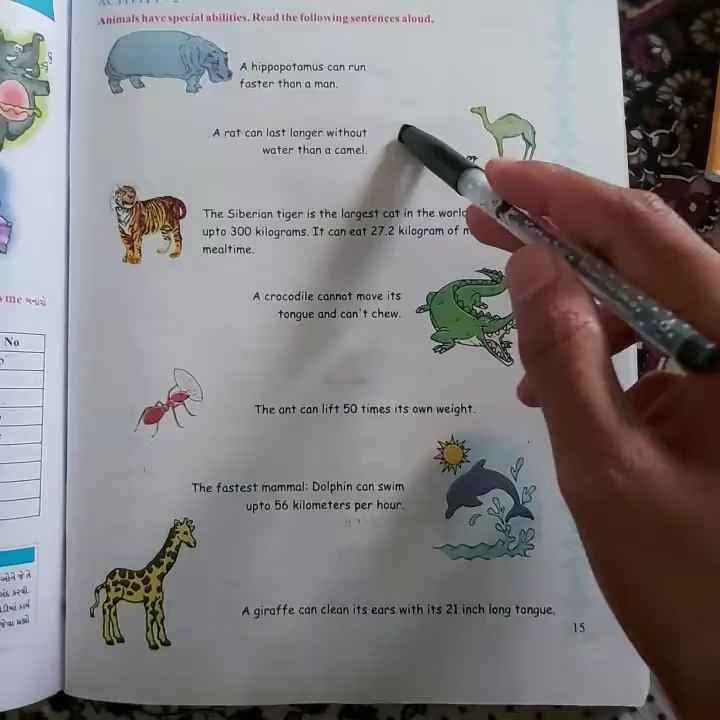 Animals have special abilities. Read the following sentences aloud.
A hippopotamus can run
faster than a man.
A rat can last longer without
water than a camel.
The Siberian tiger is the largest cat in the world
upto 300 kilograms. It can eat 27.2 kilogram of
mealtime.
A crocodile cannot move its
tongue and can't chew.
No
The ant can lift 50 times its own weight.
The fastest mammal: Dolphin can swim
upto 56 kilometers per hour.
A giraffe can clean its ears with its 21 inch long tongue.
15